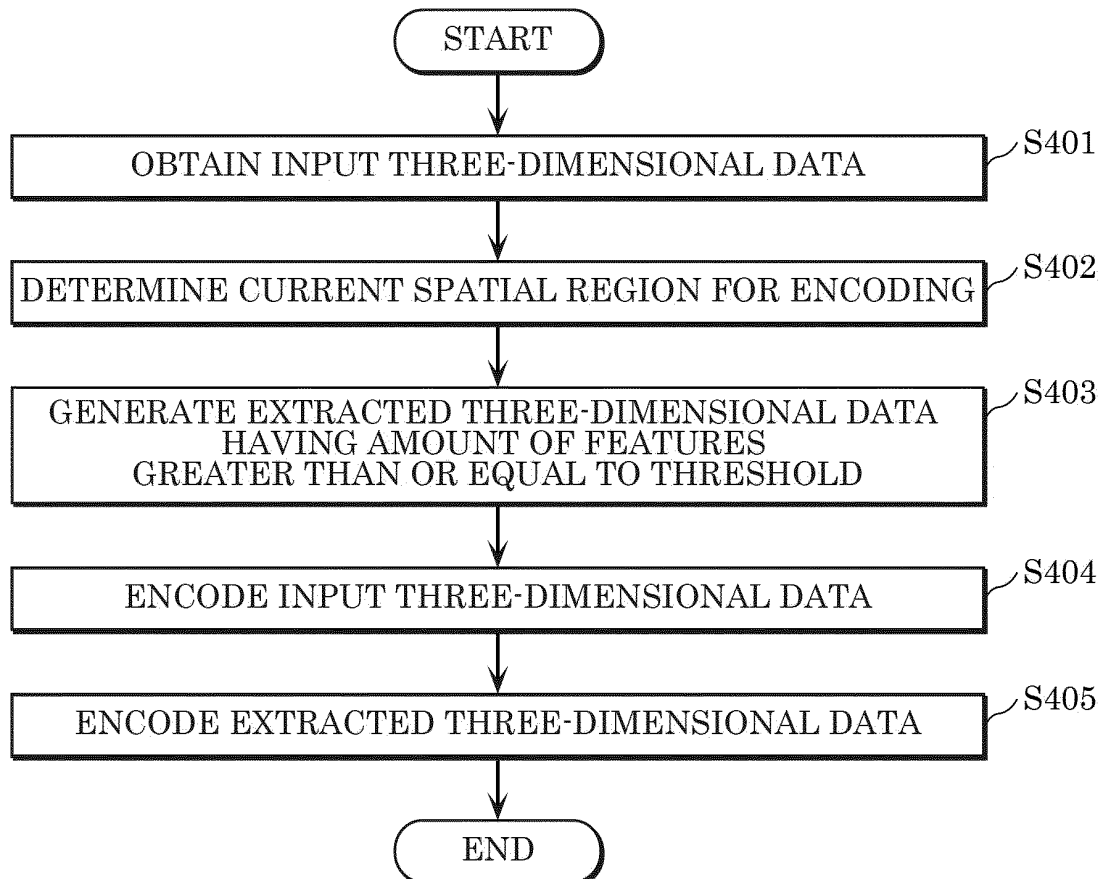 START
OBTAIN INPUT THREE-DIMENSIONAL DATA
S401
DETERMINE CURRENT SPATIAL REGION FOR ENCODING
S402
GENERATE EXTRACTED THREE-DIMENSIONAL DATA
HAVING AMOUNT OF FEATURES
GREATER THAN OR EQUAL TO THRESHOLD
S403
ENCODE INPUT THREE-DIMENSIONAL DATA
S404
ENCODE EXTRACTED THREE-DIMENSIONAL DATA
S405
END